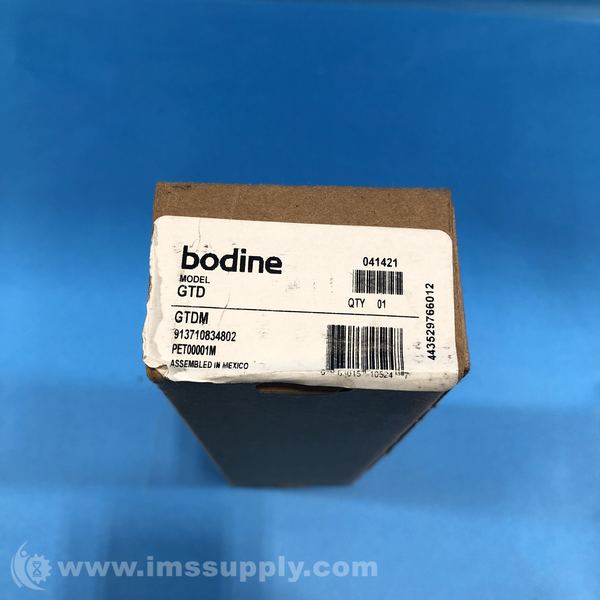 bodine
041421
MODEL
GTD
QTY 01
GTDM
913710834802
PET00001M
ASSEMBLED IN MEXICO
443529766012
www.imssupply.com